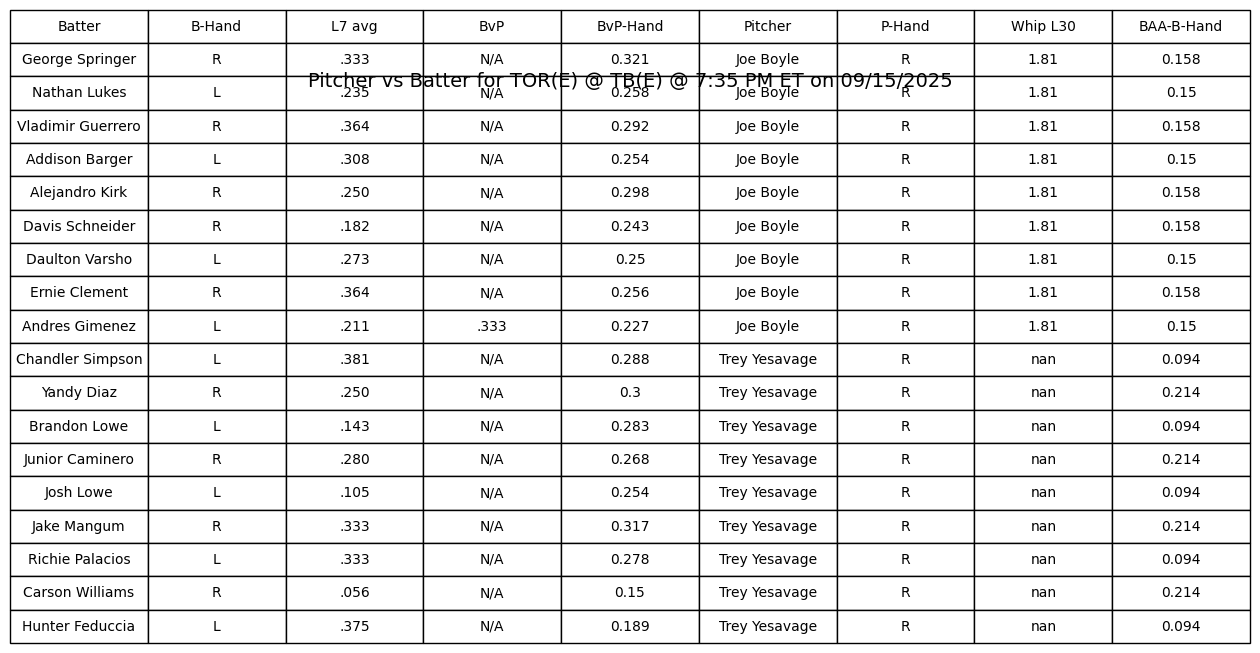 Batter B-Hand L7 avg BvP BvP-Hand Pitcher P-Hand Whip L30 BAA-B-Hand
George Springer R .333 N/A 0.321 Joe Boyle R 1.81 0.158
Pitcher vs Batter for TOR(E) @ TB(E) @ 7:35 PM ET on 09/15/2025
Nathan Lukes L .235 N/A 0.258 Joe Boyle R 1.81 0.15
Vladimir Guerrero R .364 N/A 0.292 Joe Boyle R 1.81 0.158
Addison Barger L .308 N/A 0.254 Joe Boyle R 1.81 0.15
Alejandro Kirk R .250 N/A 0.298 Joe Boyle R 1.81 0.158
Davis Schneider R .182 N/A 0.243 Joe Boyle R 1.81 0.158
Daulton Varsho L .273 N/A 0.25 Joe Boyle R 1.81 0.15
Ernie Clement R .364 N/A 0.256 Joe Boyle R 1.81 0.158
Andres Gimenez L .211 .333 0.227 Joe Boyle R 1.81 0.15
Chandler Simpson L .381 N/A 0.288 Trey Yesavage R nan 0.094
Yandy Diaz R .250 N/A 0.3 Trey Yesavage R nan 0.214
Brandon Lowe L .143 N/A 0.283 Trey Yesavage R nan 0.094
Junior Caminero R .280 N/A 0.268 Trey Yesavage R nan 0.214
Josh Lowe L .105 N/A 0.254 Trey Yesavage R nan 0.094
Jake Mangum R .333 N/A 0.317 Trey Yesavage R nan 0.214
Richie Palacios L .333 N/A 0.278 Trey Yesavage R nan 0.094
Carson Williams R .056 N/A 0.15 Trey Yesavage R nan 0.214
Hunter Feduccia L .375 N/A 0.189 Trey Yesavage R nan 0.094